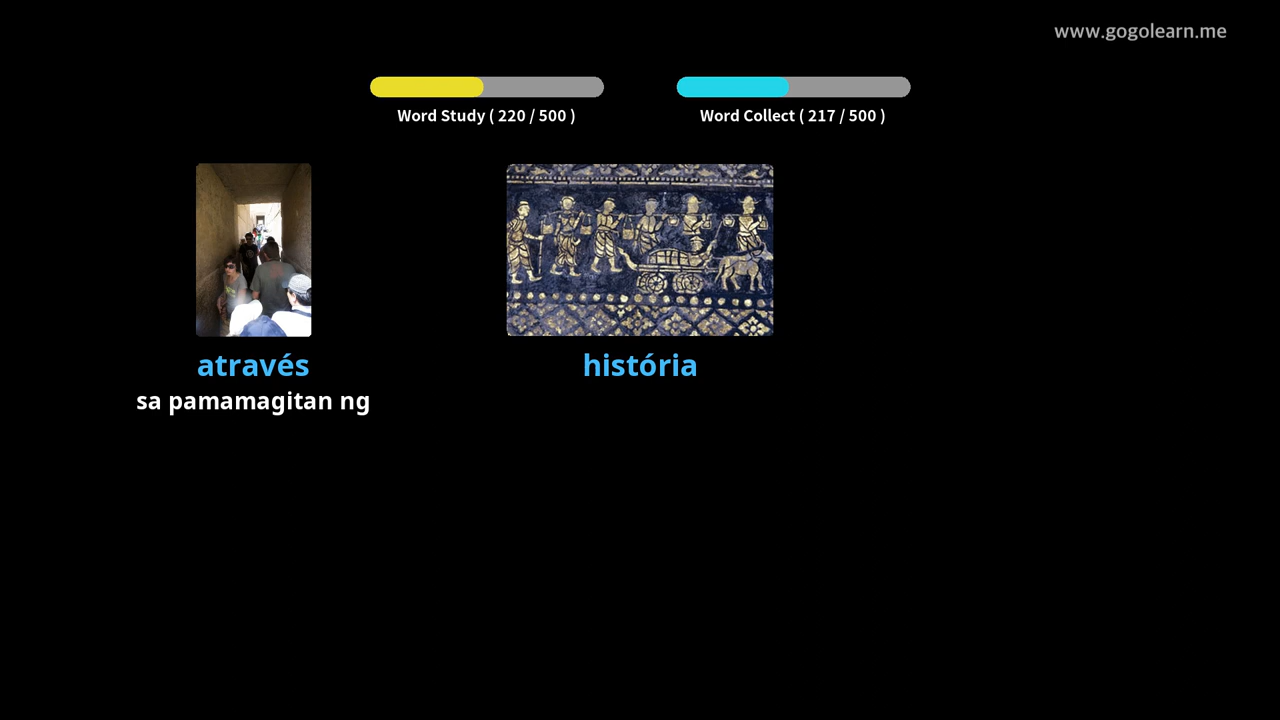 www.gogolearn.me
Word Study ( 220 / 500 )
Word Collect ( 217 / 500 )
através
sa pamamagitan ng
história